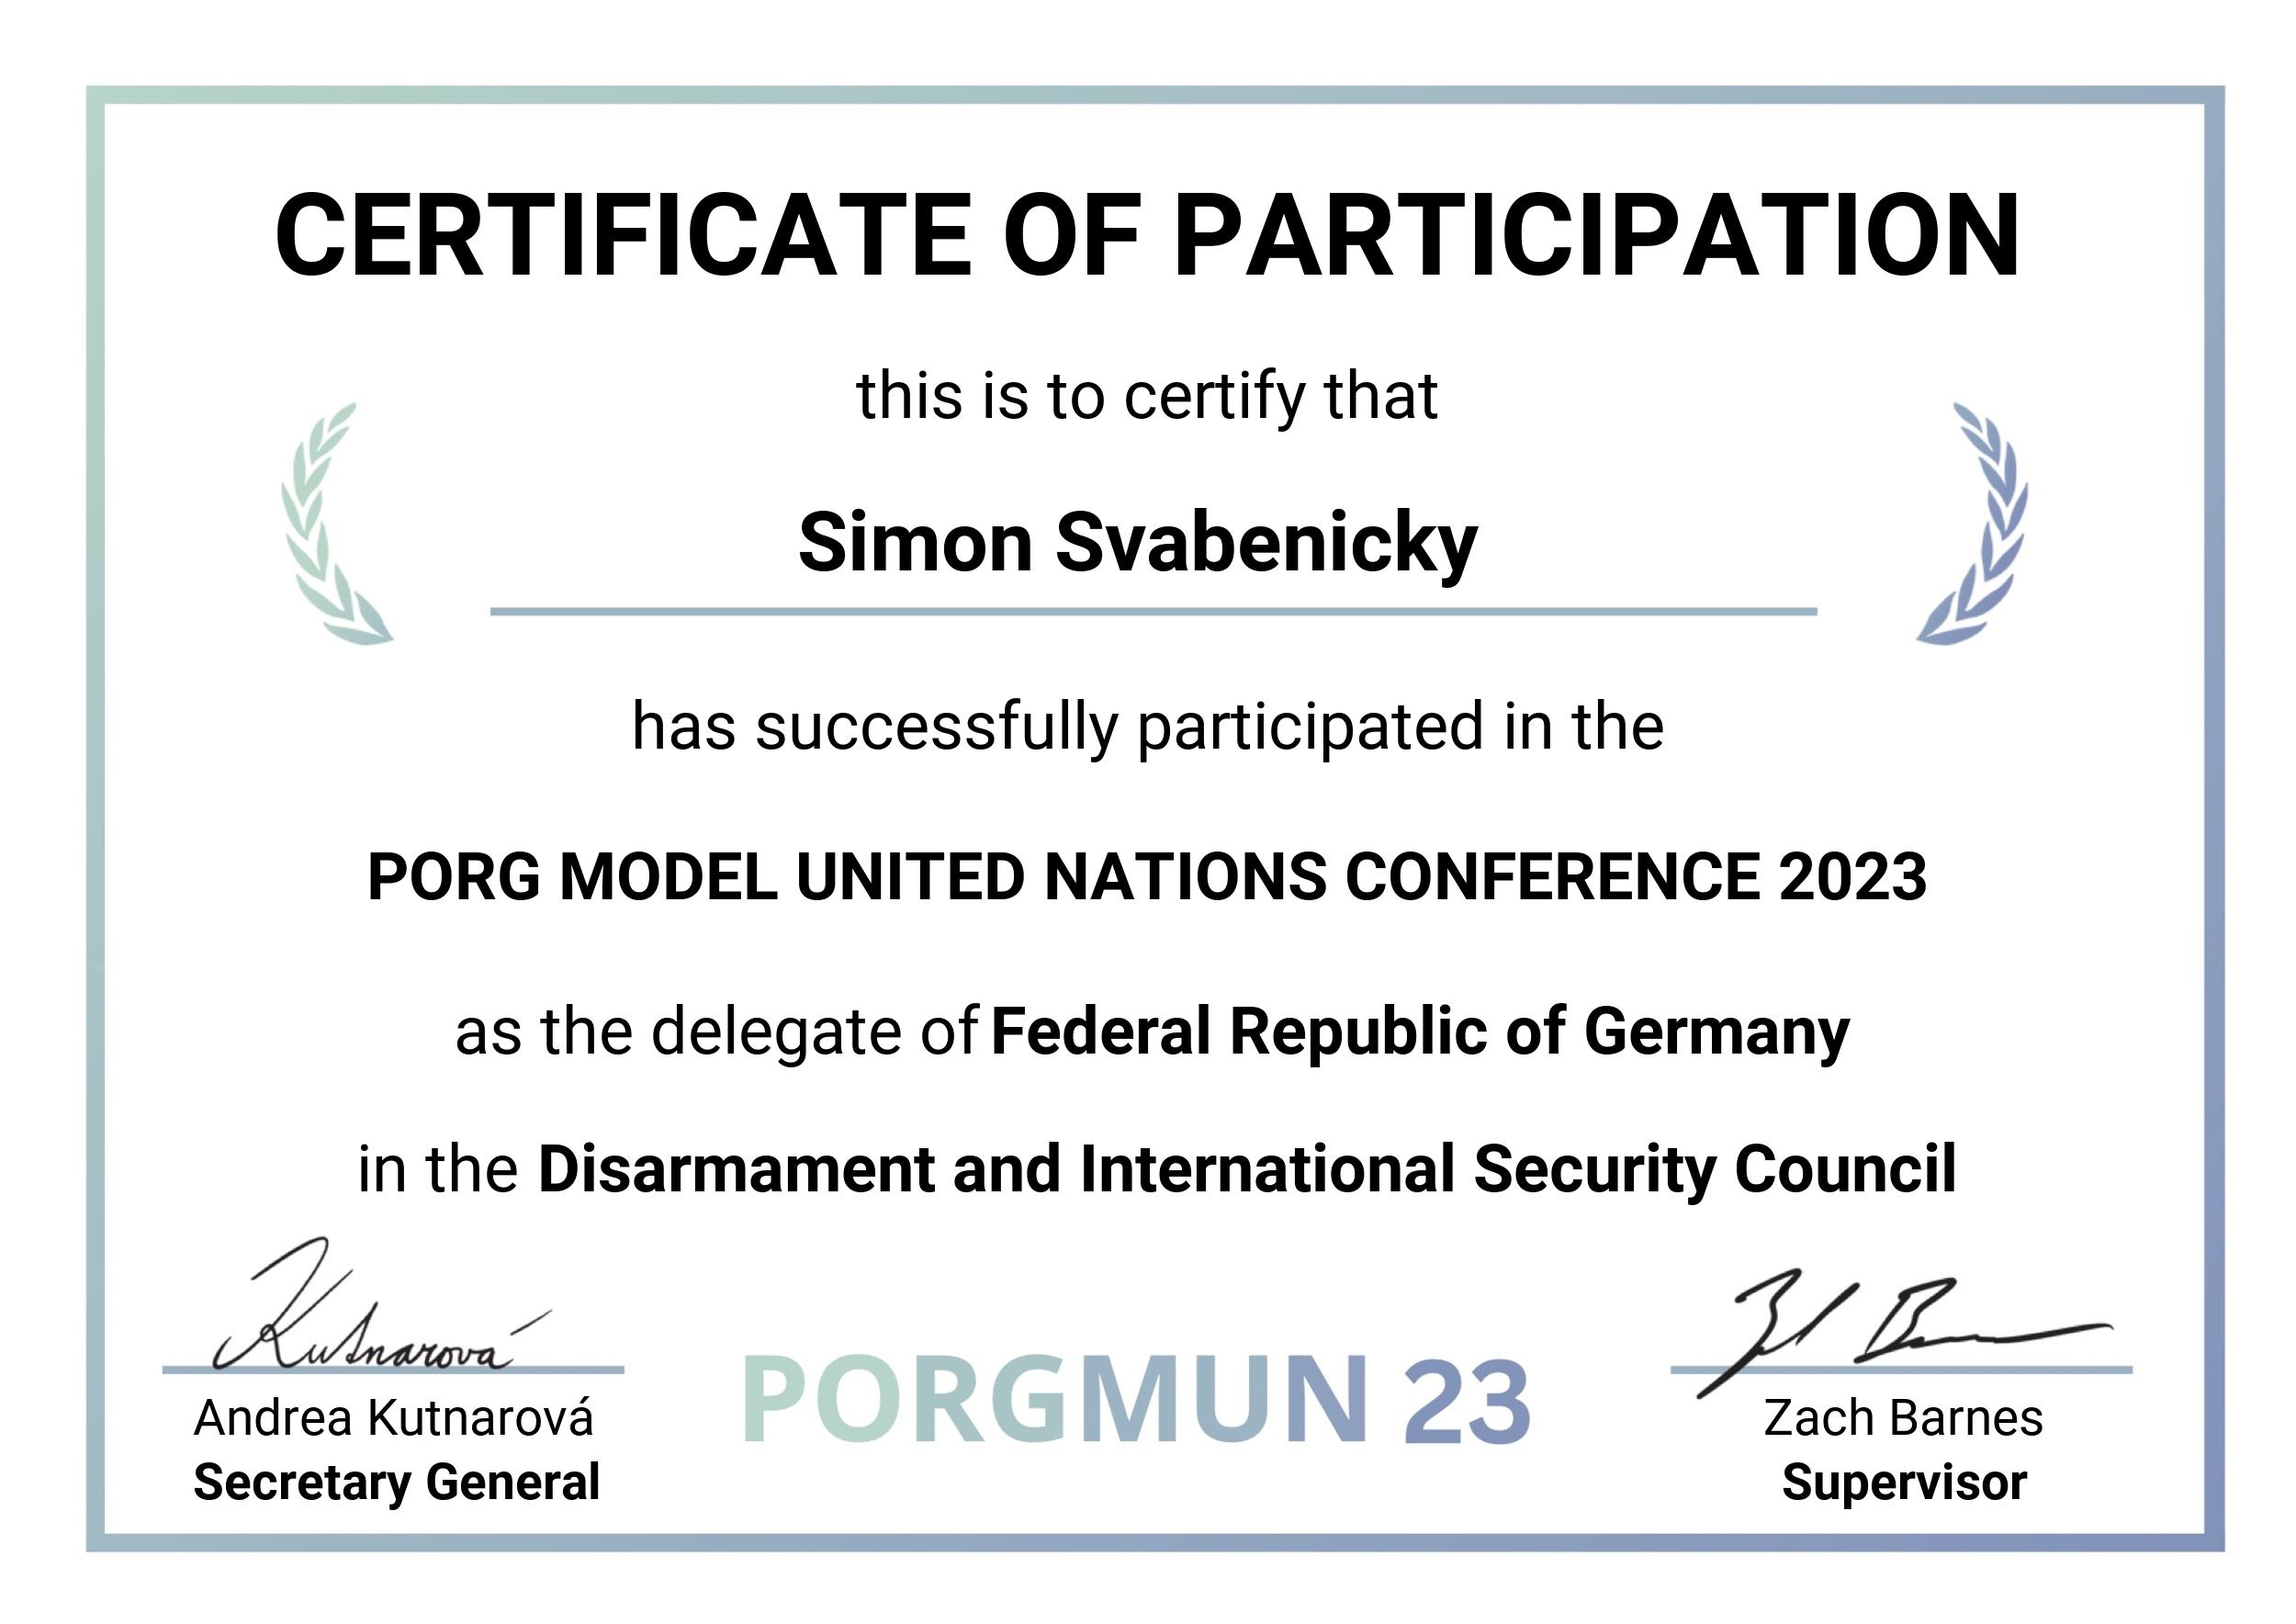 CERTIFICATE OF PARTICIPATION
this is to certify that
Simon Svabenicky
has successfully participated in the
PORG MODEL UNITED NATIONS CONFERENCE 2023
as the delegate of Federal Republic of Germany
in the Disarmament and International Security Council
Kutnarová
Andrea Kutnarová
Secretary General
PORGMUN 23
Zach Barnes
Supervisor